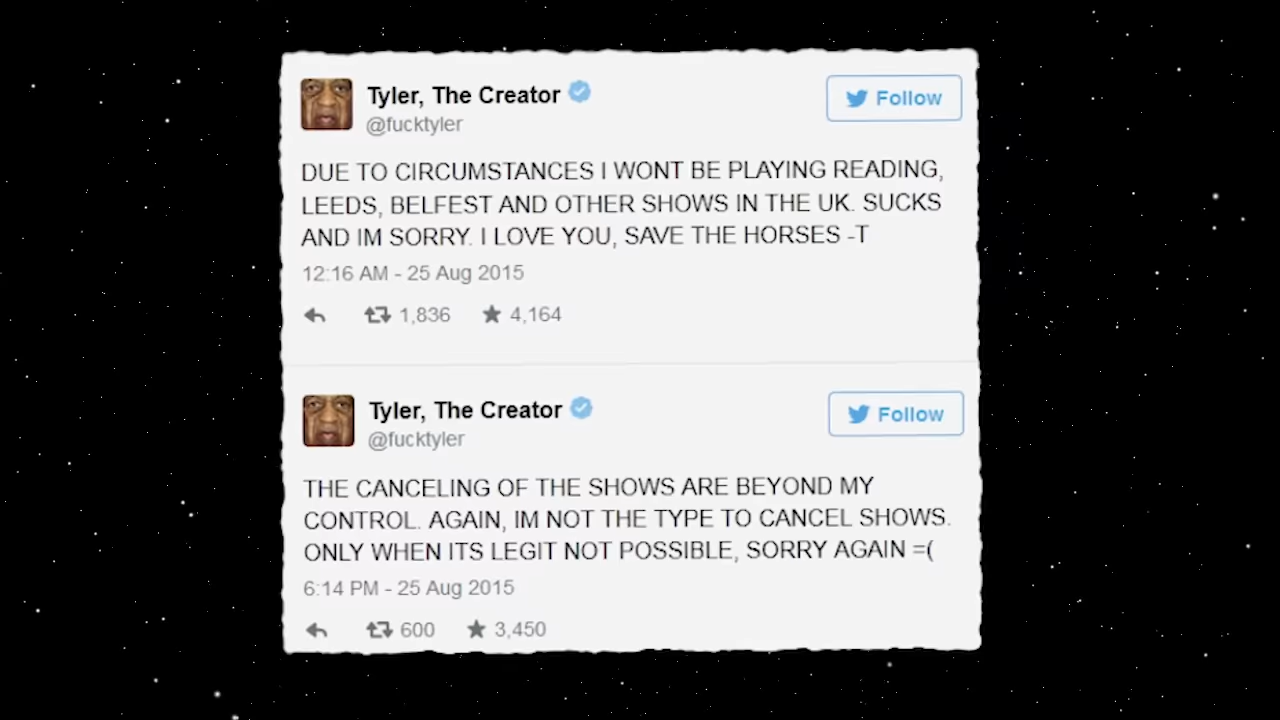 Tyler, The Creator
Follow
@fucktyler
DUE TO CIRCUMSTANCES I WONT BE PLAYING READING,
LEEDS, BELFEST AND OTHER SHOWS IN THE UK. SUCKS
AND IM SORRY. I LOVE YOU, SAVE THE HORSES -T
12:16 AM - 25 Aug 2015
1,836 4,164
Tyler, The Creator
Follow
@fucktyler
THE CANCELING OF THE SHOWS ARE BEYOND MY
CONTROL. AGAIN, IM NOT THE TYPE TO CANCEL SHOWS.
ONLY WHEN ITS LEGIT NOT POSSIBLE, SORRY AGAIN =(
6:14 PM - 25 Aug 2015
600 3,450